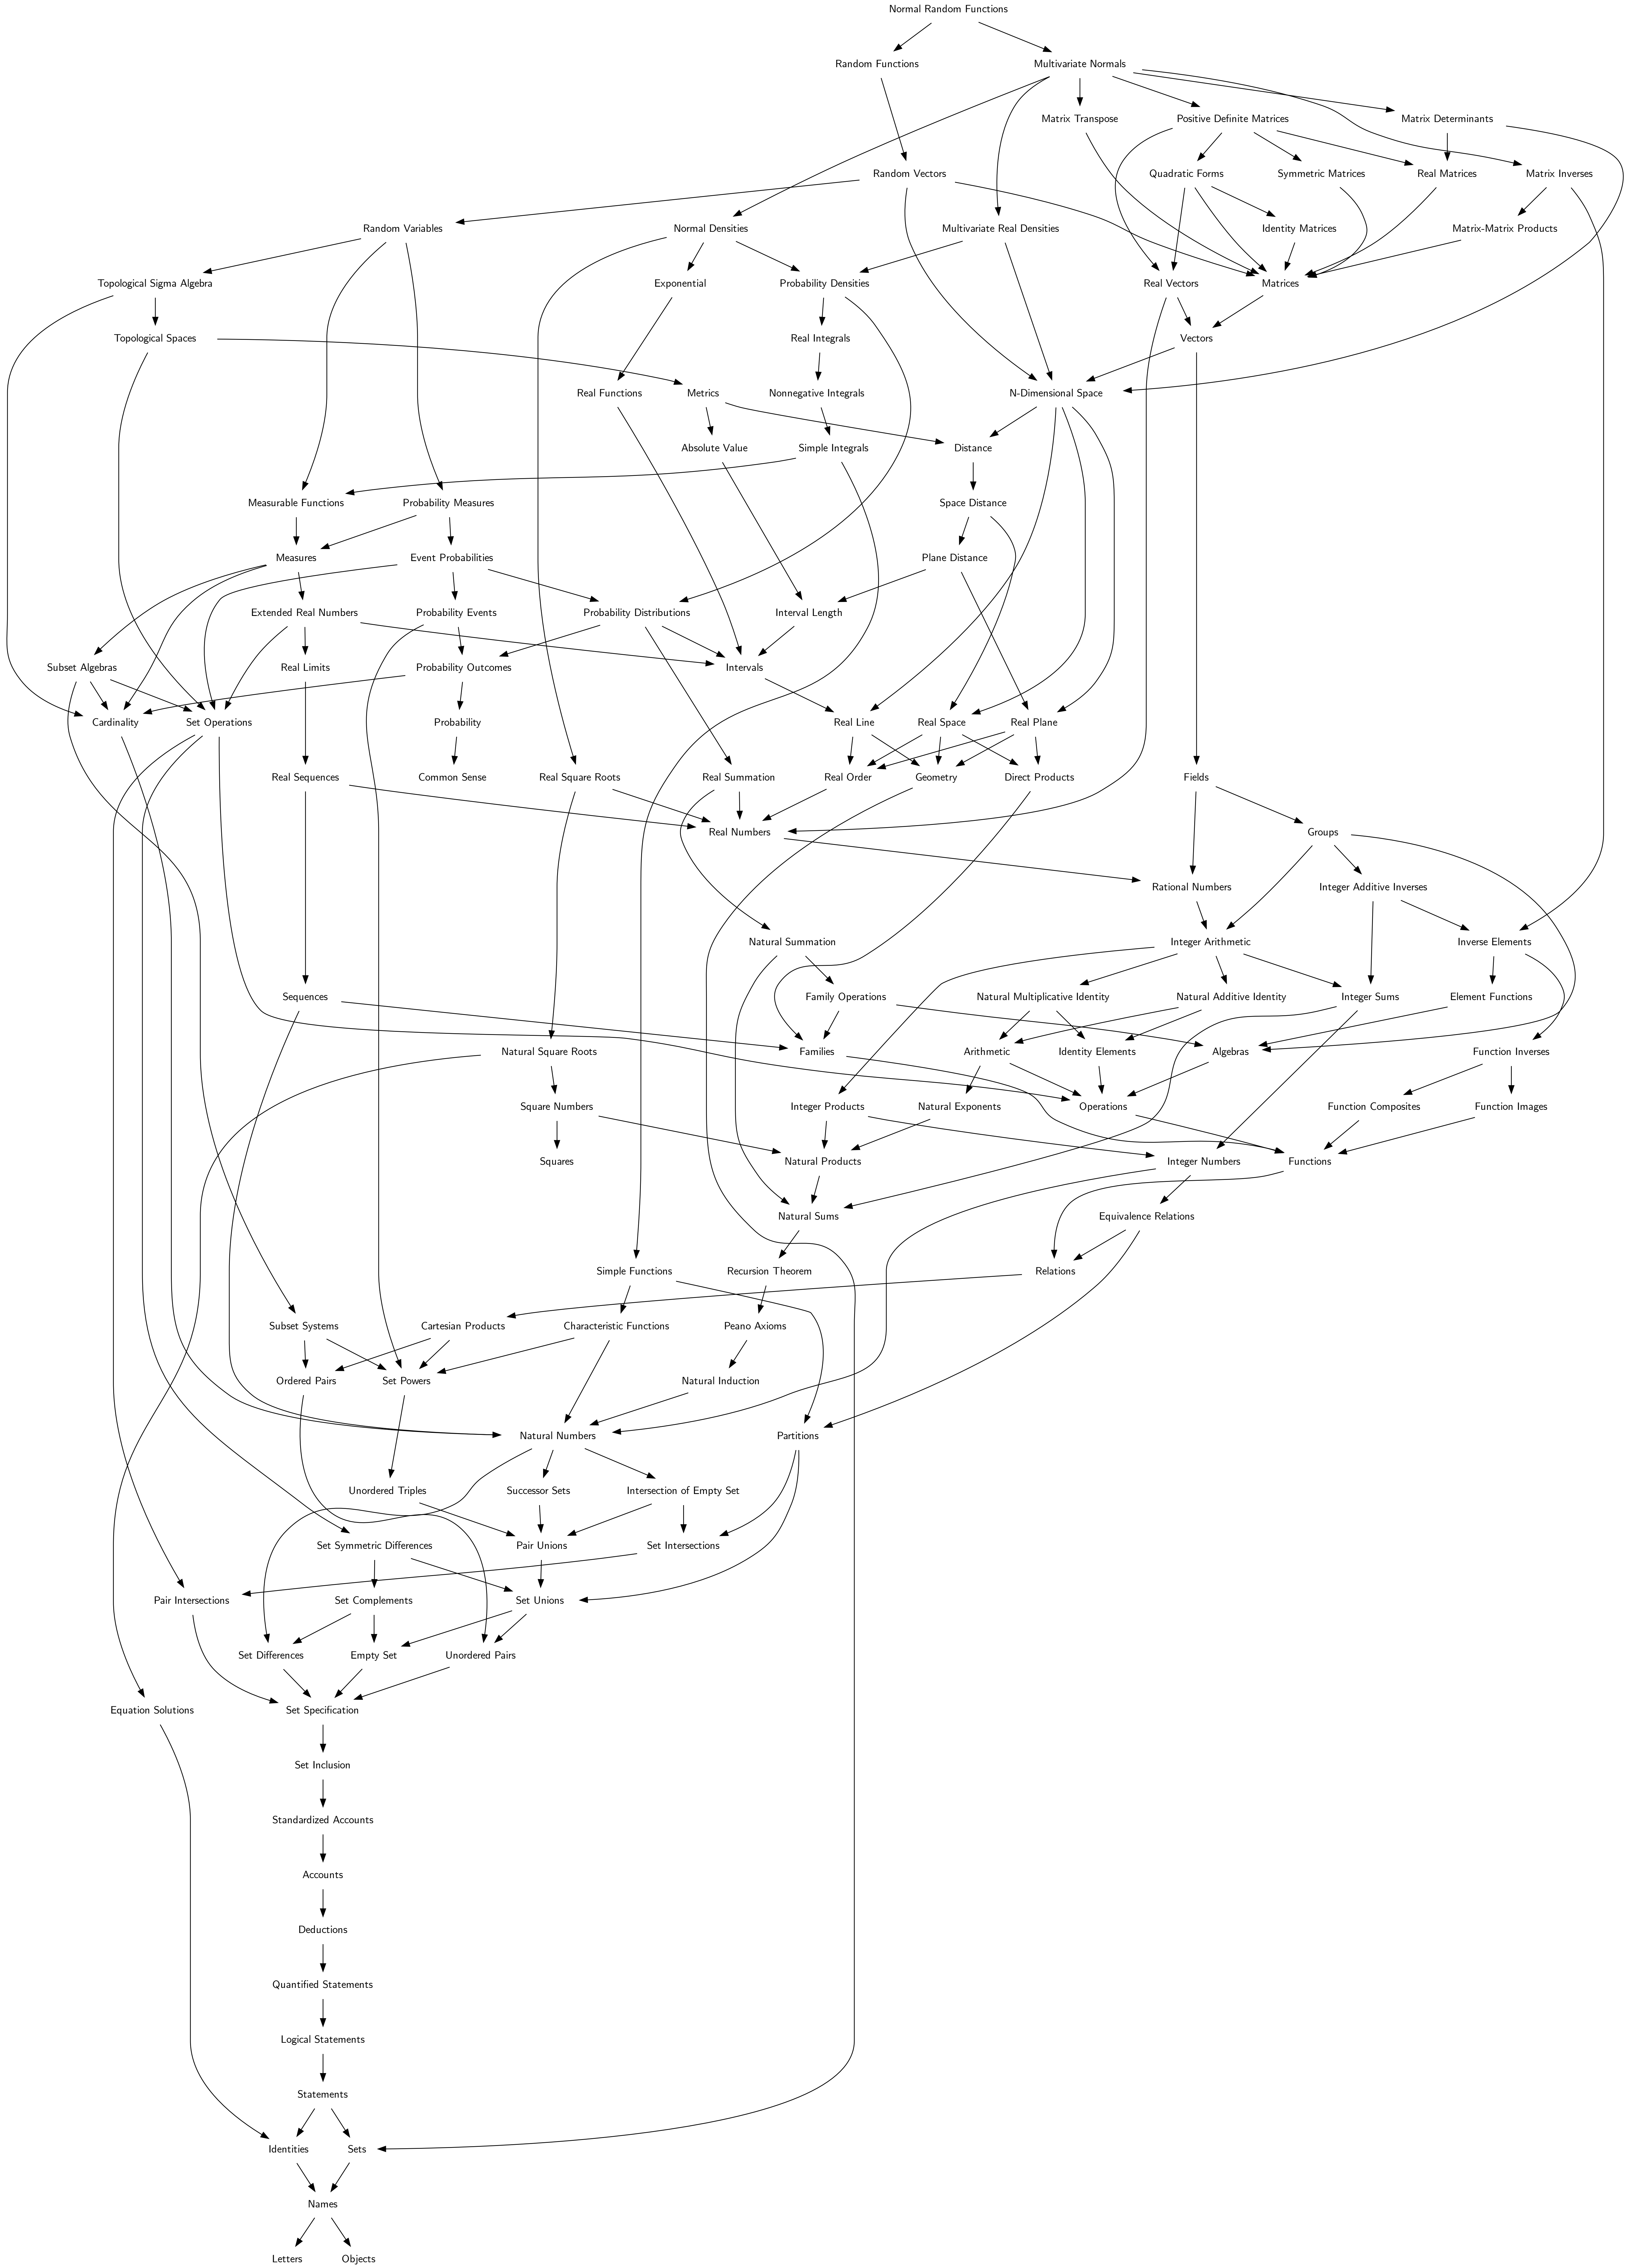 Normal Random Functions
Random Functions
Multivariate Normals
Matrix Transpose
Positive Definite Matrices
Matrix Determinants
Random Vectors
Quadratic Forms
Symmetric Matrices
Real Matrices
Matrix Inverses
Random Variables
Normal Densities
Multivariate Real Densities
Identity Matrices
Matrix-Matrix Products
Topological Sigma Algebra
Exponential
Probability Densities
Real Vectors
Matrices
Topological Spaces
Real Integrals
Vectors
Real Functions
Metrics
Nonnegative Integrals
N-Dimensional Space
Absolute Value
Simple Integrals
Distance
Measurable Functions
Probability Measures
Space Distance
Measures
Event Probabilities
Plane Distance
Extended Real Numbers
Probability Events
Probability Distributions
Interval Length
Subset Algebras
Real Limits
Probability Outcomes
Intervals
Cardinality
Set Operations
Probability
Real Line
Real Space
Real Plane
Real Sequences
Common Sense
Real Square Roots
Real Summation
Real Order
Geometry
Direct Products
Fields
Real Numbers
Groups
Rational Numbers
Integer Additive Inverses
Natural Summation
Integer Arithmetic
Inverse Elements
Sequences
Family Operations
Natural Multiplicative Identity
Natural Additive Identity
Integer Sums
Element Functions
Natural Square Roots
Families
Arithmetic
Identity Elements
Algebras
Function Inverses
Square Numbers
Integer Products
Natural Exponents
Operations
Function Composites
Function Images
Squares
Natural Products
Integer Numbers
Functions
Natural Sums
Equivalence Relations
Simple Functions
Recursion Theorem
Relations
Subset Systems
Cartesian Products
Characteristic Functions
Peano Axioms
Ordered Pairs
Set Powers
Natural Induction
Natural Numbers
Partitions
Unordered Triples
Successor Sets
Intersection of Empty Set
Set Symmetric Differences
Pair Unions
Set Intersections
Pair Intersections
Set Complements
Set Unions
Set Differences
Empty Set
Unordered Pairs
Equation Solutions
Set Specification
Set Inclusion
Standardized Accounts
Accounts
Deductions
Quantified Statements
Logical Statements
Statements
Identities
Sets
Names
Letters
Objects